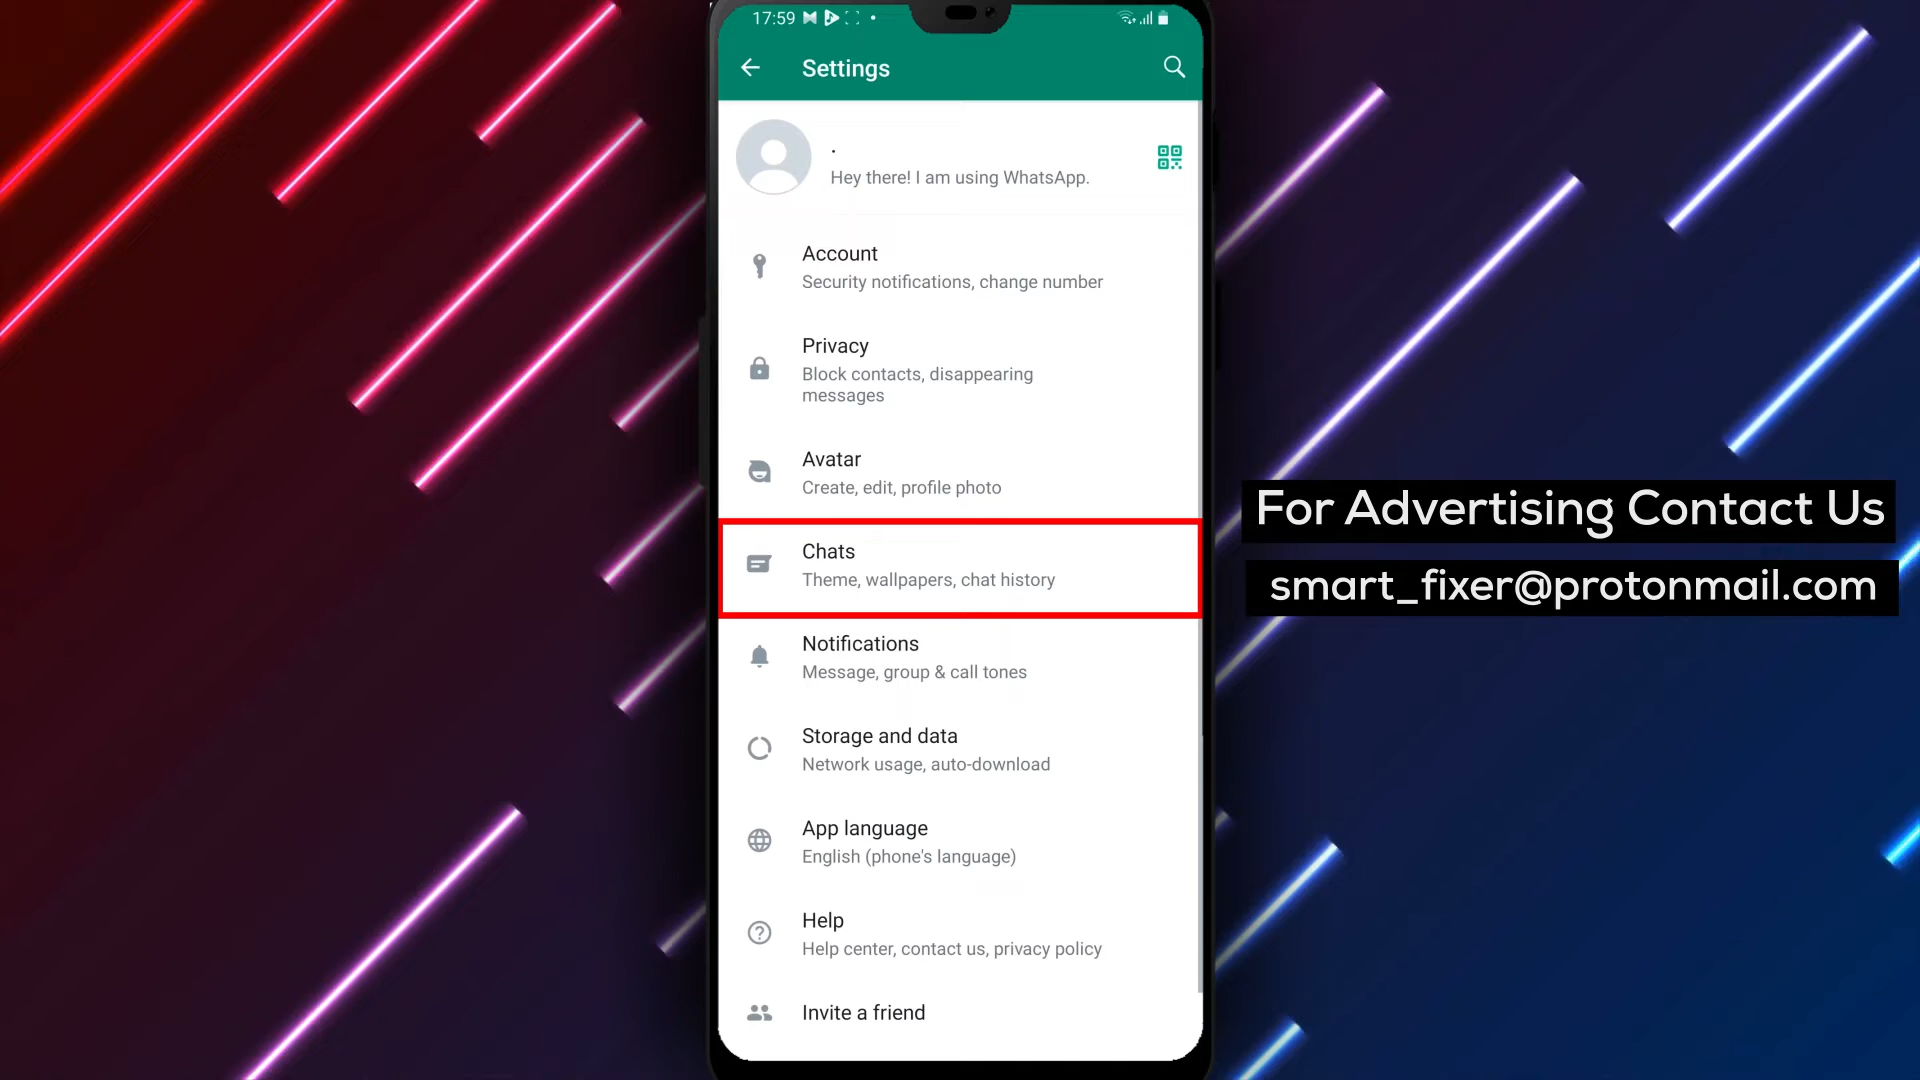 17:59
Settings
.
Hey there! I am using WhatsApp.
Account
Security notifications, change number
Privacy
Block contacts, disappearing
messages
Avatar
Create, edit, profile photo
Chats
Theme, wallpapers, chat history
Notifications
Message, group & call tones
Storage and data
Network usage, auto-download
App language
English (phone's language)
Help
Help center, contact us, privacy policy
Invite a friend
For Advertising Contact Us
smart_fixer@protonmail.com